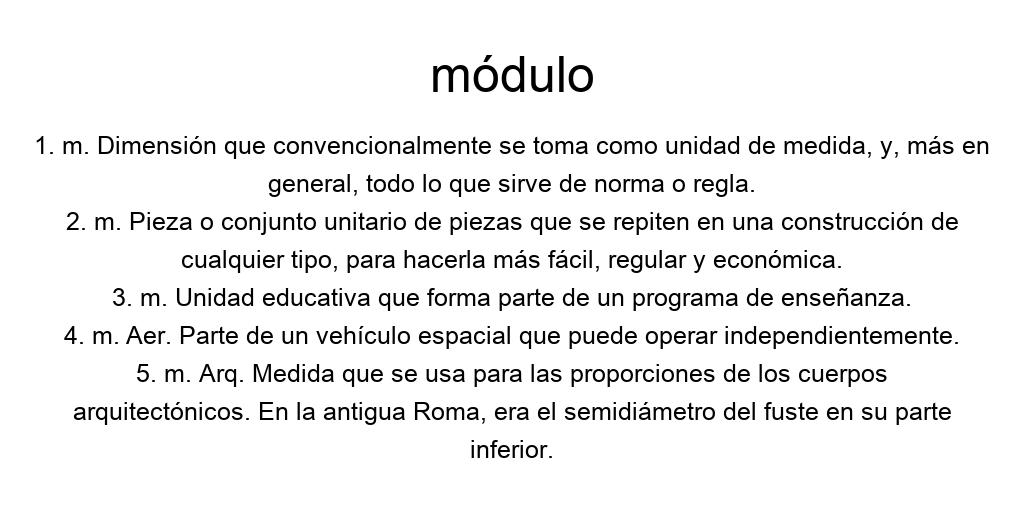 módulo
1. m. Dimensión que convencionalmente se toma como unidad de medida, y, más en
general, todo lo que sirve de norma o regla.
2. m. Pieza o conjunto unitario de piezas que se repiten en una construcción de
cualquier tipo, para hacerla más fácil, regular y económica.
3. m. Unidad educativa que forma parte de un programa de enseñanza.
4. m. Aer. Parte de un vehículo espacial que puede operar independientemente.
5. m. Arq. Medida que se usa para las proporciones de los cuerpos
arquitectónicos. En la antigua Roma, era el semidiámetro del fuste en su parte
inferior.